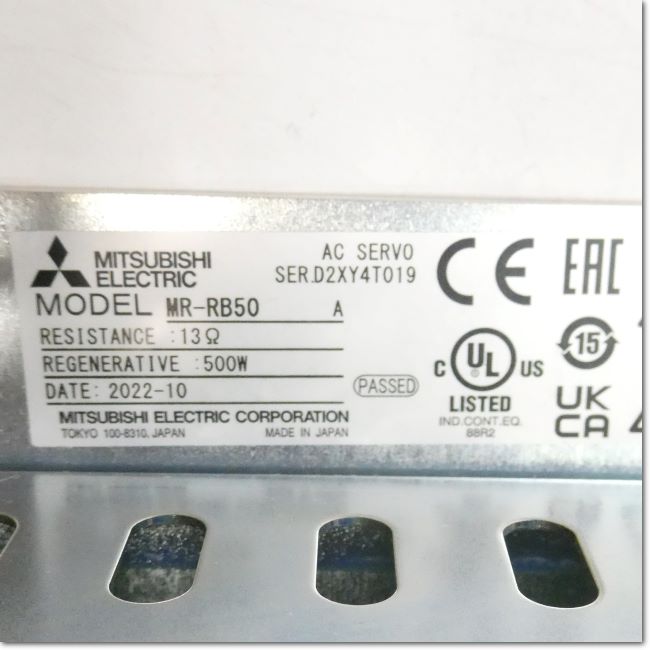 MITSUBISHI
ELECTRIC
AC SERVO
SER.D2XY4T019
MODEL MR-RB50 A
RESISTANCE :13Ω
REGENERATIVE :500W
DATE: 2022-10
PASSED
MITSUBISHI ELECTRIC CORPORATION
TOKYO 100-8310, JAPAN MADE IN JAPAN
CE
EAC
C UL US
LISTED
IND.CONT.EQ.
88R2
15
UK
CA